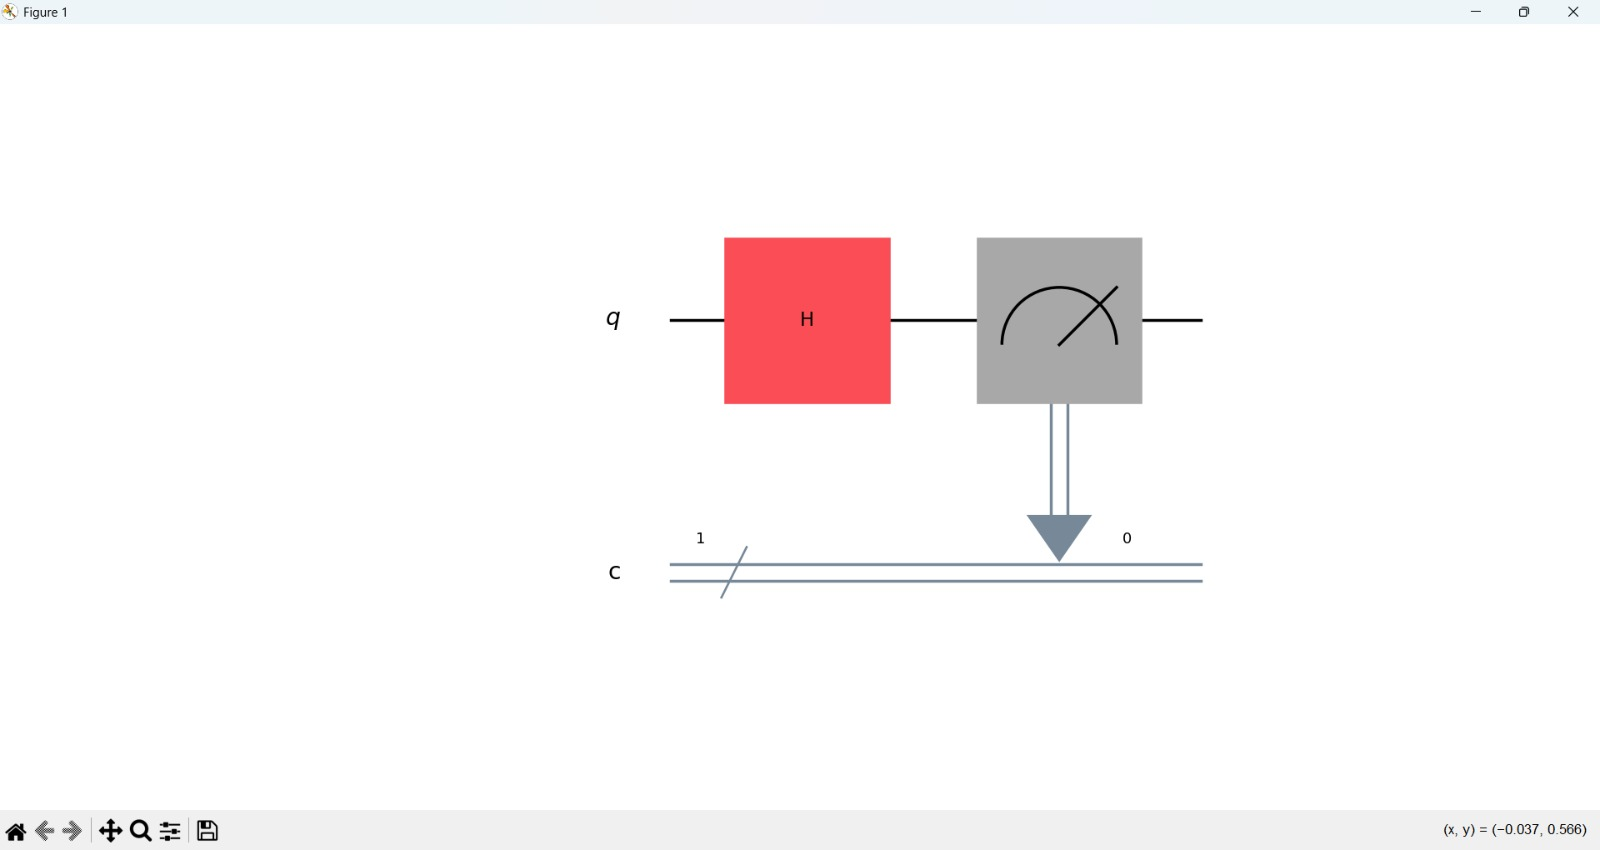 Figure 1
q
H
1
0
c
(x, y) = (−0.037, 0.566)